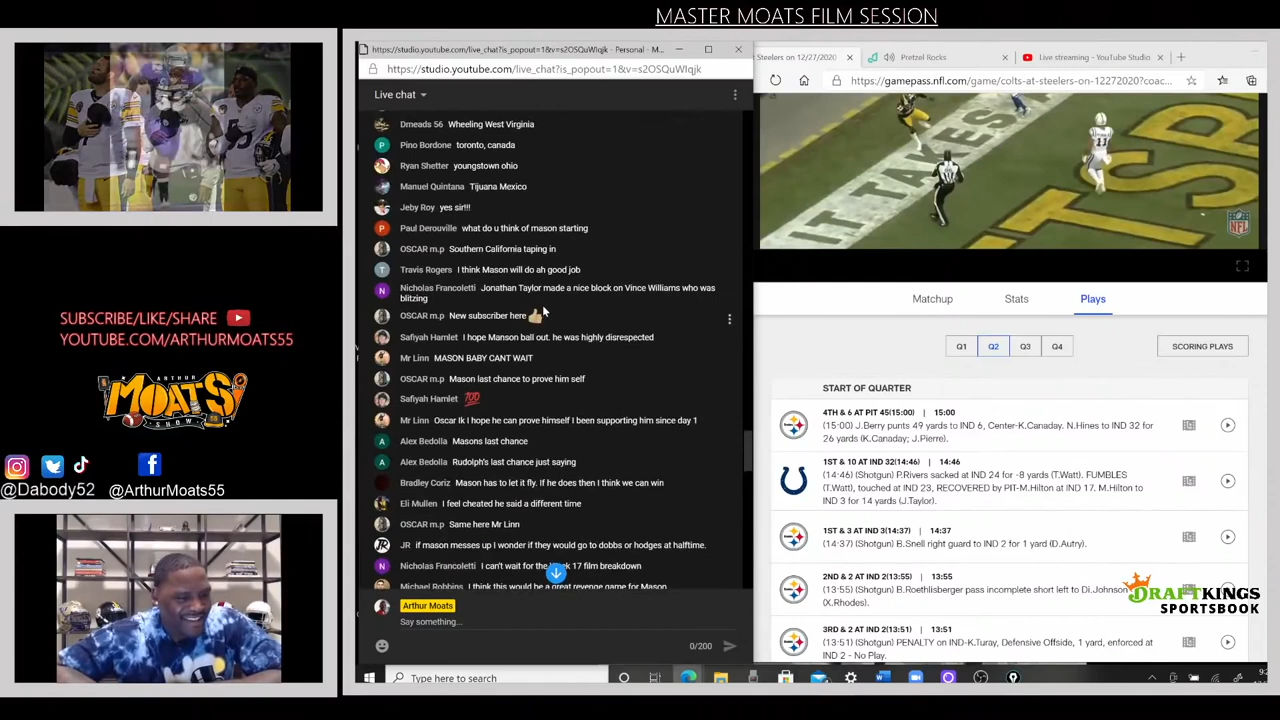 MASTER MOATS FILM SESSION
https://studio.youtube.com/live_chat?is_popout=1&v=s2OSQuWIqjk - Personal - M...
https://studio.youtube.com/live_chat?is_popout=1&v=s2OSQuWIqjk
Live chat
Dmeads 56 Wheeling West Virginia
Pino Bordone toronto, canada
Ryan Shetter youngstown ohio
Manuel Quintana Tijuana Mexico
Jeby Roy yes sir!!!
Paul Derouville what do u think of mason starting
OSCAR m.p Southern California taping in
Travis Rogers I think Mason will do ah good job
Nicholas Francoletti Jonathan Taylor made a nice block on Vince Williams who was
blitzing
OSCAR m.p New subscriber here 👍
Safiyah Hamlet I hope Manson ball out. he was highly disrespected
Mr Linn MASON BABY CANT WAIT
OSCAR m.p Mason last chance to prove him self
Safiyah Hamlet 💯
Mr Linn Oscar Ik I hope he can prove himself I been supporting him since day 1
Alex Bedolla Masons last chance
Alex Bedolla Rudolph's last chance just saying
Bradley Coriz Mason has to let it fly. If he does then I think we can win
Eli Mullen I feel cheated he said a different time
OSCAR m.p Same here Mr Linn
JR if mason messes up I wonder if they would go to dobbs or hodges at halftime.
Nicholas Francoletti I can't wait for the 17 film breakdown
Michael Robbins I think this would be a great revenge game for Mason
Arthur Moats
Say something...
0/200
Type here to search
Steelers on 12/27/2020
Pretzel Rocks
Live streaming - YouTube Studio
https://gamepass.nfl.com/game/colts-at-steelers-on-12272020?coac...
11
NFL
Matchup
Stats
Plays
Q1
Q2
Q3
Q4
SCORING PLAYS
START OF QUARTER
4TH & 6 AT PIT 45(15:00) | 15:00
(15:00) J.Berry punts 49 yards to IND 6, Center-K.Canaday. N.Hines to IND 32 for
26 yards (K.Canaday; J.Pierre).
1ST & 10 AT IND 32(14:46) | 14:46
(14:46) (Shotgun) P.Rivers sacked at IND 24 for -8 yards (T.Watt). FUMBLES
(T.Watt), touched at IND 23, RECOVERED by PIT-M.Hilton at IND 17. M.Hilton to
IND 3 for 14 yards (J.Taylor).
1ST & 3 AT IND 3(14:37) | 14:37
(14:37) (Shotgun) B.Snell right guard to IND 2 for 1 yard (D.Autry).
2ND & 2 AT IND 2(13:55) | 13:55
(13:55) (Shotgun) B.Roethlisberger pass incomplete short left to Di.Johnson
(X.Rhodes).
3RD & 2 AT IND 2(13:51) | 13:51
(13:51) (Shotgun) PENALTY on IND-K.Turay, Defensive Offside, 1 yard, enforced at
IND 2 - No Play.
DRAFTKINGS
SPORTSBOOK
SUBSCRIBE/LIKE/SHARE
YOUTUBE.COM/ARTHURMOATS55
ARTHUR
MOATS
SHOW
@Dabody52 @ArthurMoats55